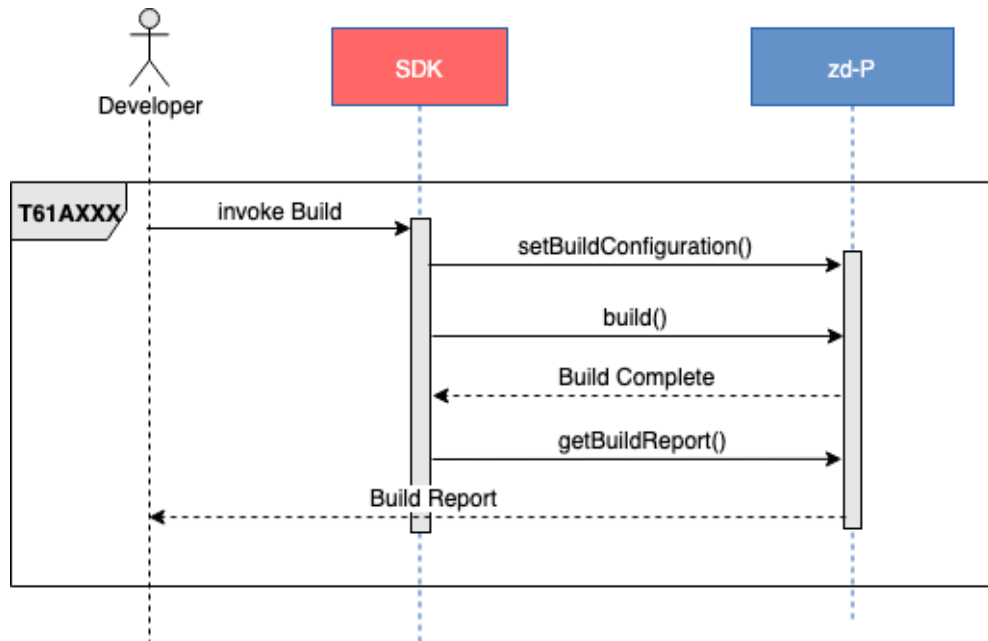 Developer
SDK
zd-P
T61AXXX
invoke Build
setBuildConfiguration()
build()
Build Complete
getBuildReport()
Build Report